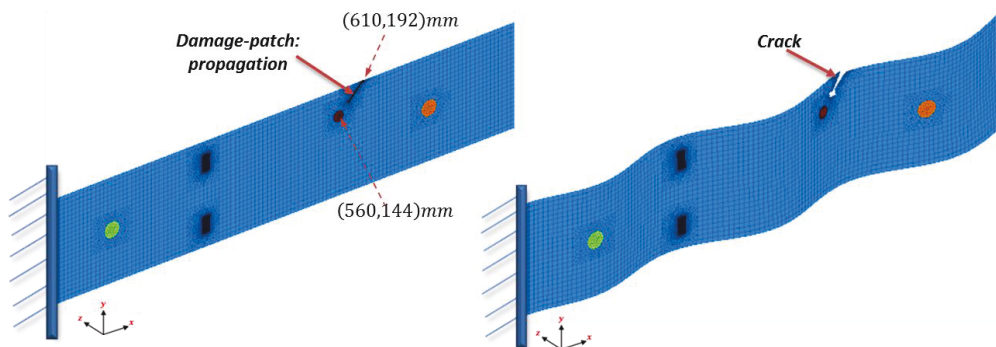 (610,192)mm
Damage-patch:
propagation
(560,144)mm
y
z
x
Crack
y
z
x